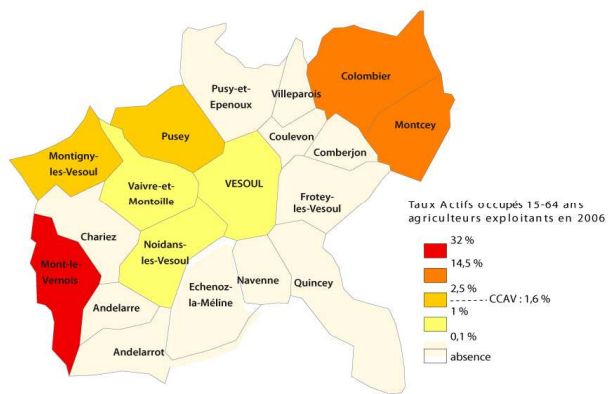 Colombier
Pusy-et-
Epenoux
Villeparois
Montcey
Pusey
Coulevon
Comberjon
Montigny-
les-Vesoul
Vaivre-et-
Montoille
VESOUL
Frotey-
les-Vesoul
Chariez
Noidans-
les-Vesoul
Mont-le-
Vernois
Echenoz-
la-Méline
Navenne
Quincey
Andelarre
Andelarrot
Taux Actifs occupés 15-64 ans
agriculteurs exploitants en 2006
32 %
14,5 %
2,5 %
CCAV : 1,6 %
1 %
0,1 %
absence